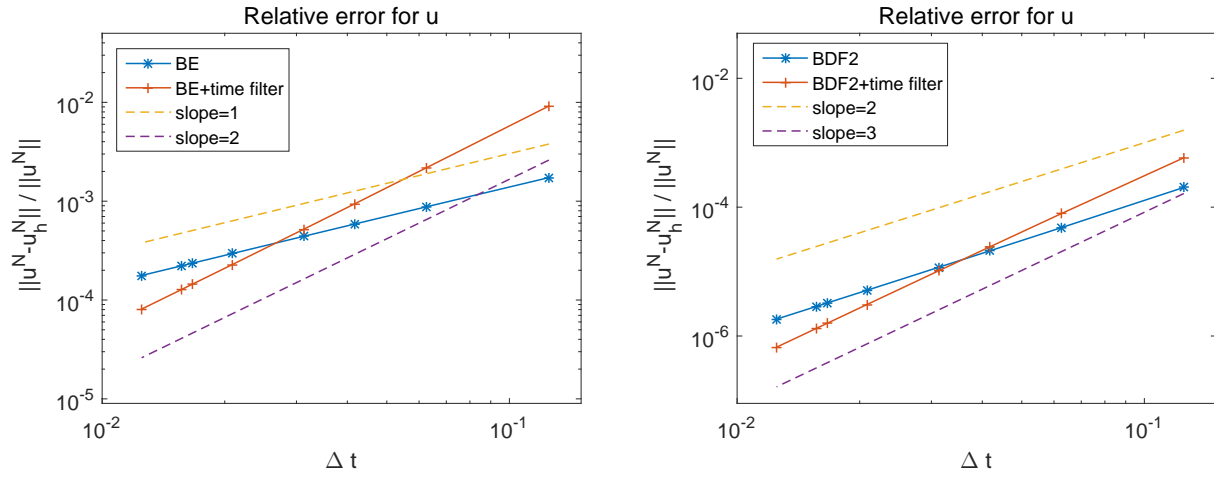 Relative error for u
BE
BE+time filter
slope=1
slope=2
10^-2
10^-3
10^-4
10^-5
||u^N-u_h^N|| / ||u^N||
10^-2
10^-1
Δ t
Relative error for u
BDF2
BDF2+time filter
slope=2
slope=3
10^-2
10^-4
10^-6
||u^N-u_h^N|| / ||u^N||
10^-2
10^-1
Δ t